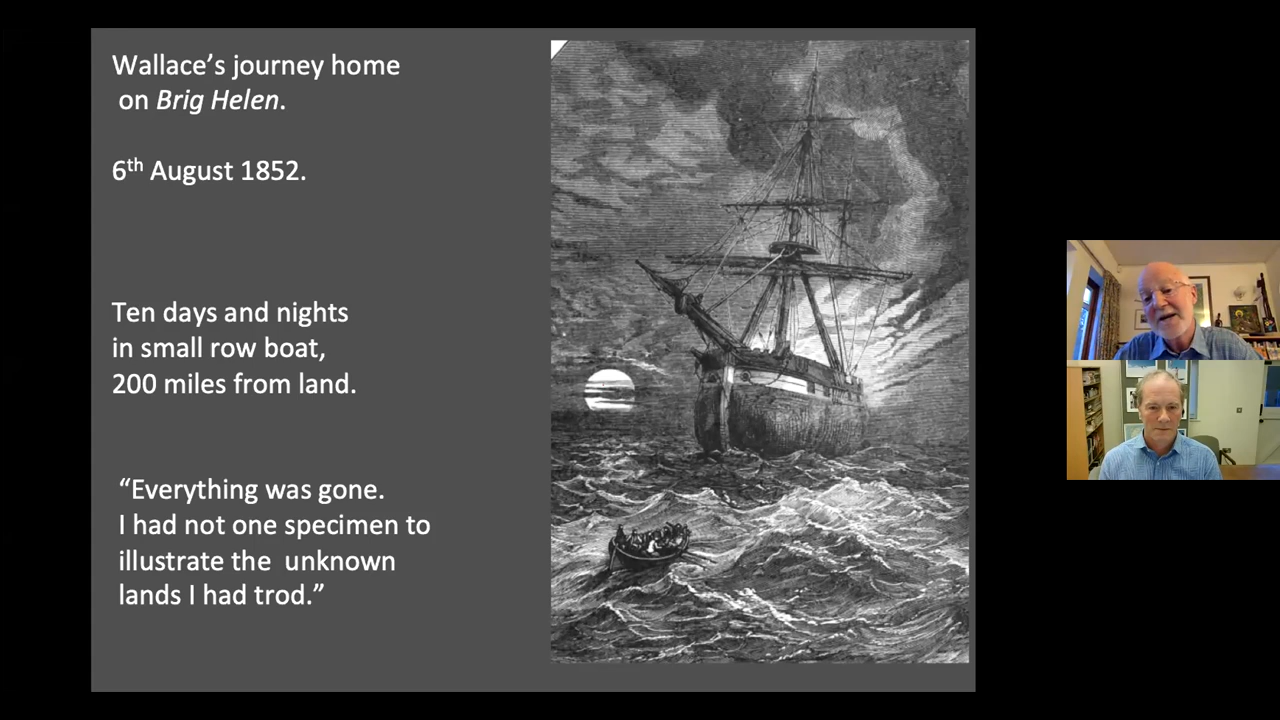 Wallace’s journey home
on Brig Helen.
6th August 1852.
Ten days and nights
in small row boat,
200 miles from land.
“Everything was gone.
I had not one specimen to
illustrate the unknown
lands I had trod.”